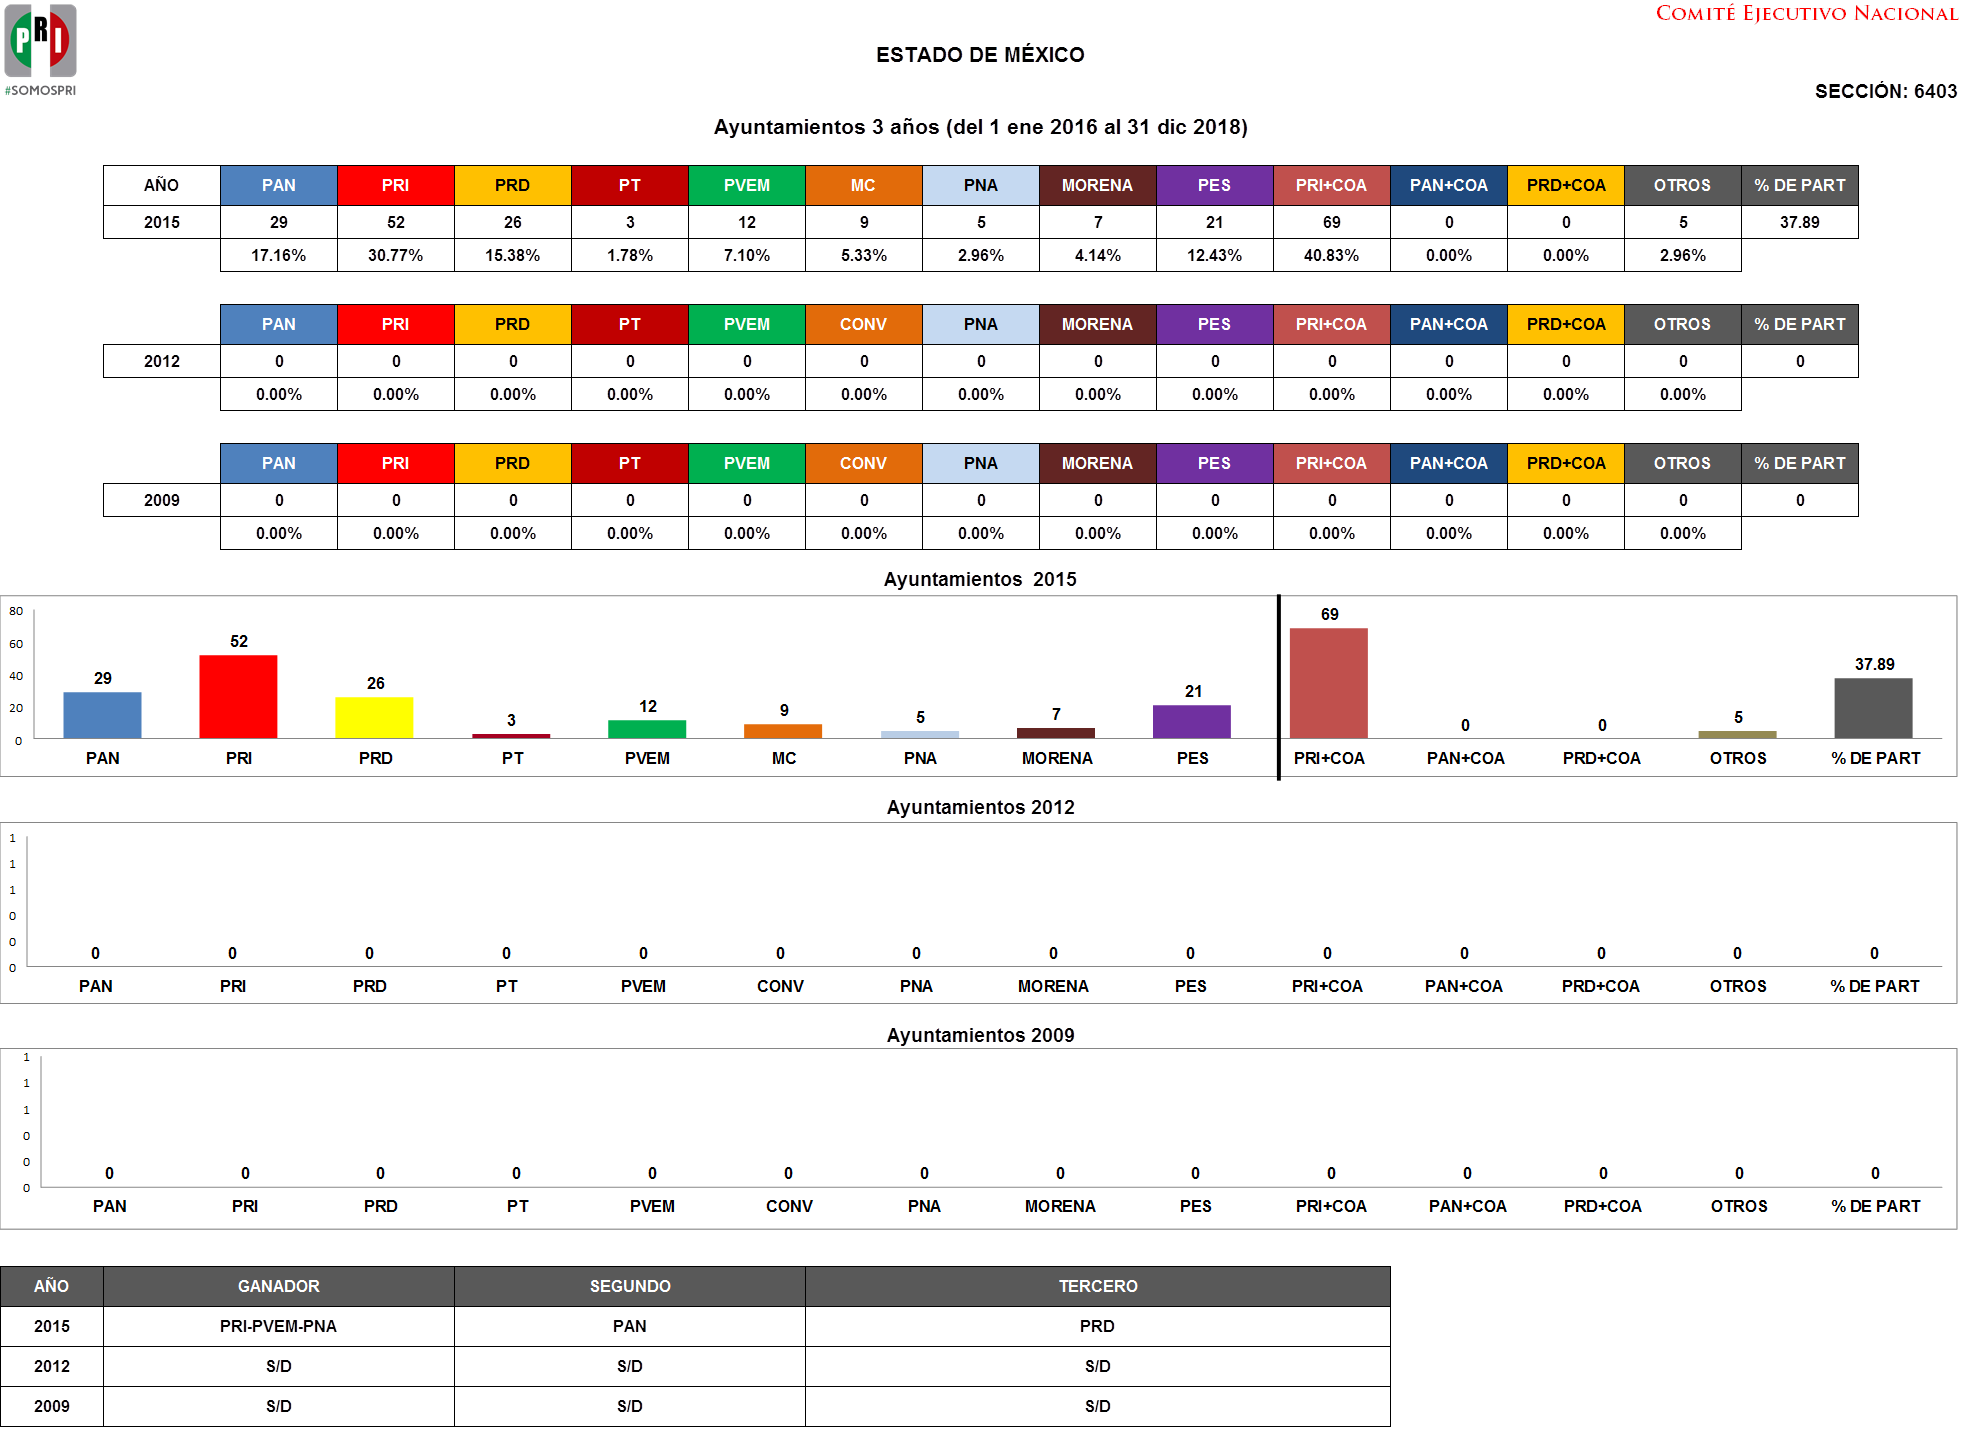 COMITÉ EJECUTIVO NACIONAL
PRI
#SOMOSPRI
ESTADO DE MÉXICO
SECCIÓN: 6403
Ayuntamientos 3 años (del 1 ene 2016 al 31 dic 2018)
AÑO PAN PRI PRD PT PVEM MC PNA MORENA PES PRI+COA PAN+COA PRD+COA OTROS % DE PART
2015 29 52 26 3 12 9 5 7 21 69 0 0 5 37.89
17.16% 30.77% 15.38% 1.78% 7.10% 5.33% 2.96% 4.14% 12.43% 40.83% 0.00% 0.00% 2.96%
PAN PRI PRD PT PVEM CONV PNA MORENA PES PRI+COA PAN+COA PRD+COA OTROS % DE PART
2012 0 0 0 0 0 0 0 0 0 0 0 0 0 0
0.00% 0.00% 0.00% 0.00% 0.00% 0.00% 0.00% 0.00% 0.00% 0.00% 0.00% 0.00% 0.00%
PAN PRI PRD PT PVEM CONV PNA MORENA PES PRI+COA PAN+COA PRD+COA OTROS % DE PART
2009 0 0 0 0 0 0 0 0 0 0 0 0 0 0
0.00% 0.00% 0.00% 0.00% 0.00% 0.00% 0.00% 0.00% 0.00% 0.00% 0.00% 0.00% 0.00%
Ayuntamientos 2015
80
60
40
20
0
29 52 26 3 12 9 5 7 21 69 0 0 5 37.89
PAN PRI PRD PT PVEM MC PNA MORENA PES PRI+COA PAN+COA PRD+COA OTROS % DE PART
Ayuntamientos 2012
1
1
1
0
0
0
0 0 0 0 0 0 0 0 0 0 0 0 0 0
PAN PRI PRD PT PVEM CONV PNA MORENA PES PRI+COA PAN+COA PRD+COA OTROS % DE PART
Ayuntamientos 2009
1
1
1
0
0
0
0 0 0 0 0 0 0 0 0 0 0 0 0 0
PAN PRI PRD PT PVEM CONV PNA MORENA PES PRI+COA PAN+COA PRD+COA OTROS % DE PART
AÑO GANADOR SEGUNDO TERCERO
2015 PRI-PVEM-PNA PAN PRD
2012 S/D S/D S/D
2009 S/D S/D S/D